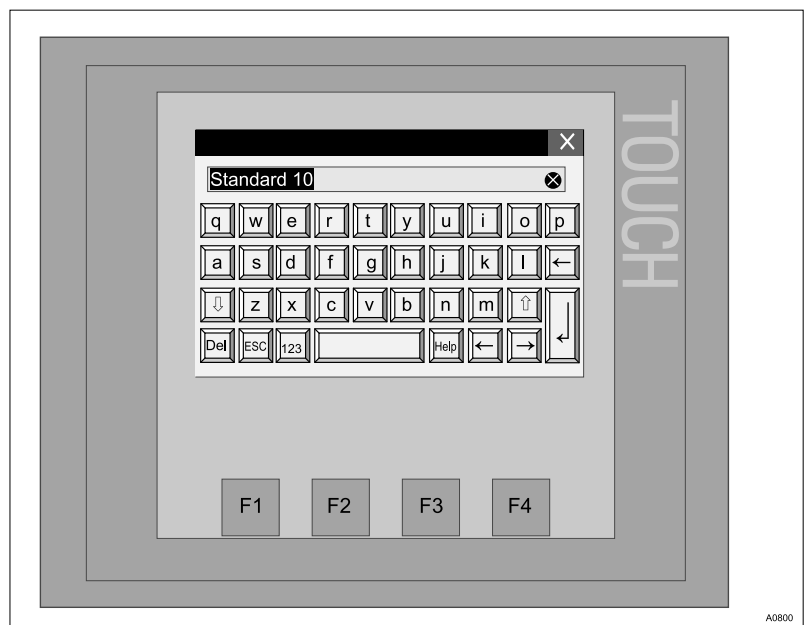 X
Standard 10
q w e r t y u i o p
a s d f g h j k l ←
⇩ z x c v b n m ⇧
Del ESC 123 Help ← → ↵
TOUCH
F1 F2 F3 F4
A0800